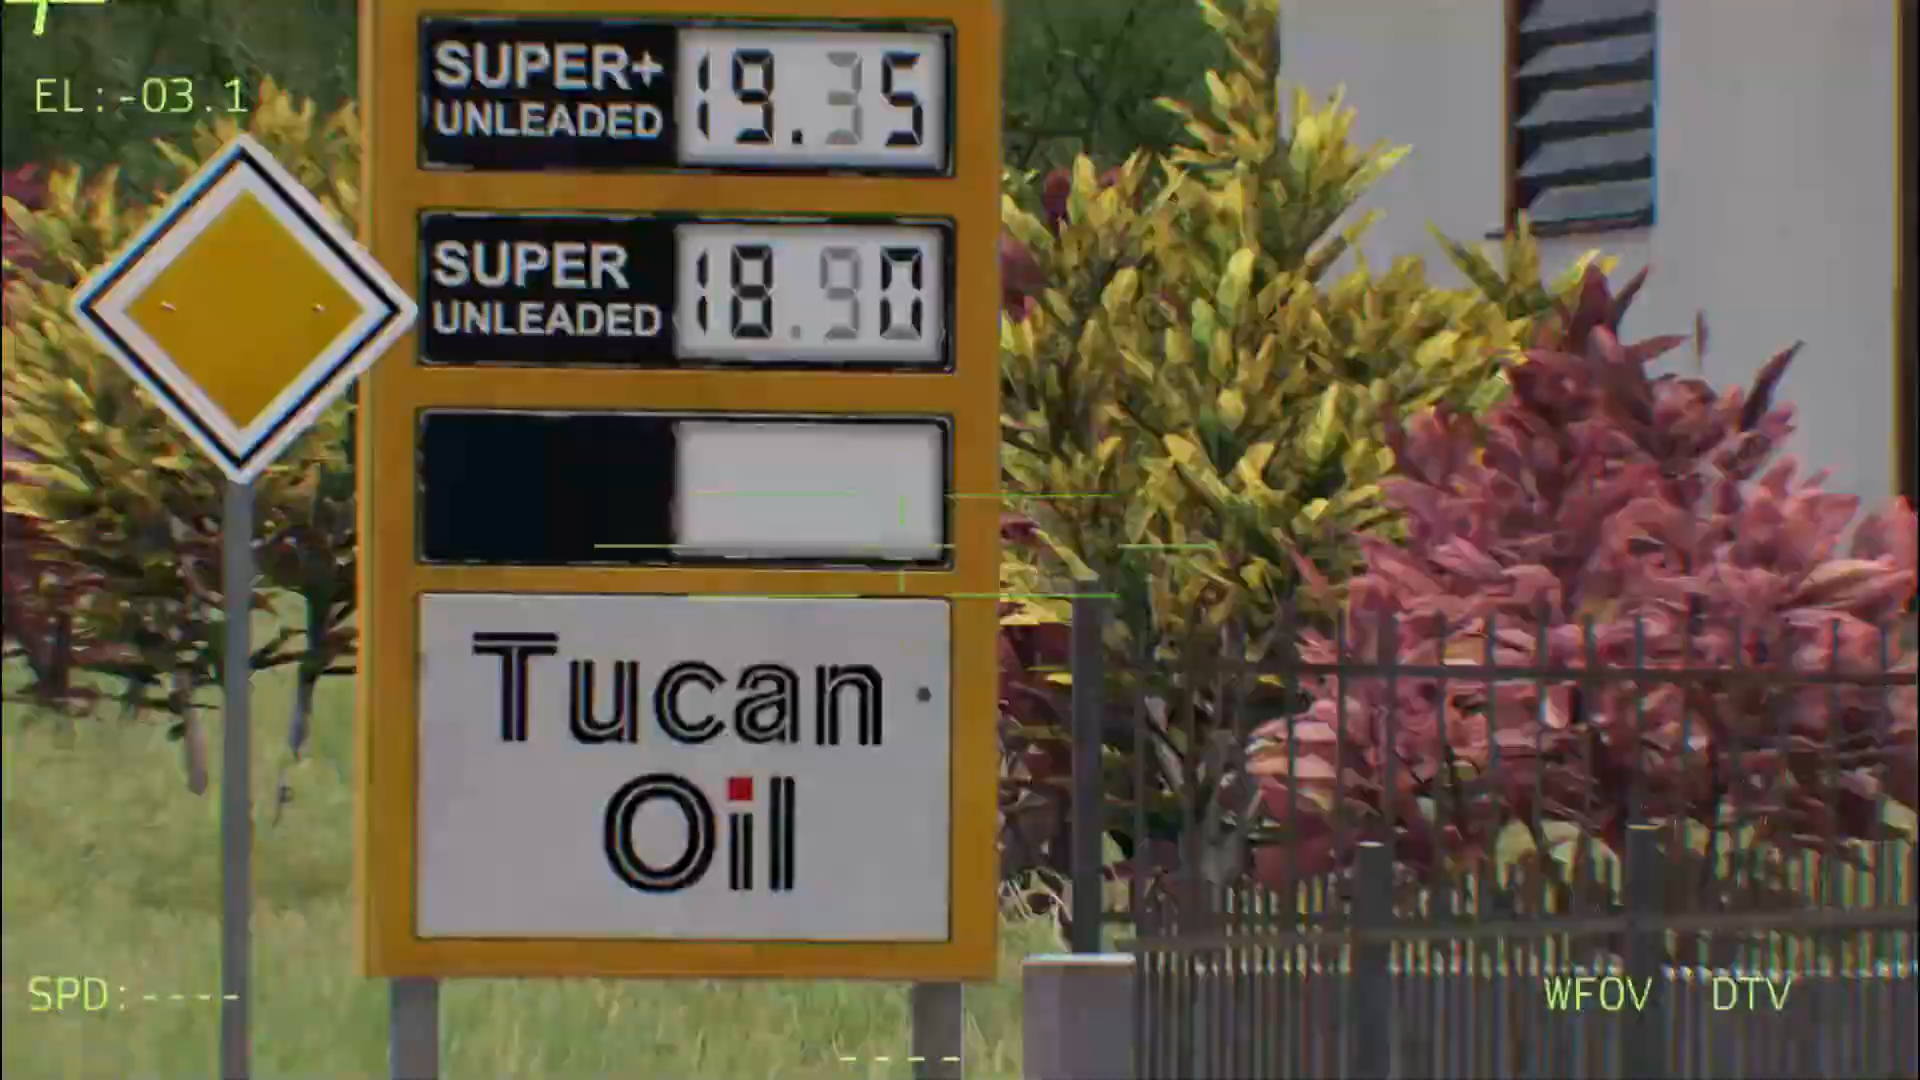 EL:-03.1
SUPER+
UNLEADED
19.35
SUPER
UNLEADED
18.90
Tucan
Oil
SPD:----
WFOV DTV
----